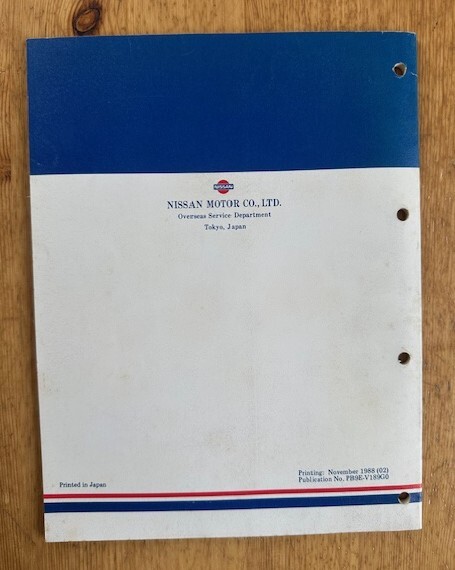 NISSAN
NISSAN MOTOR CO., LTD.
Overseas Service Department
Tokyo, Japan
Printing: November 1988 (02)
Publication No. PB9E-V189G0
Printed in Japan